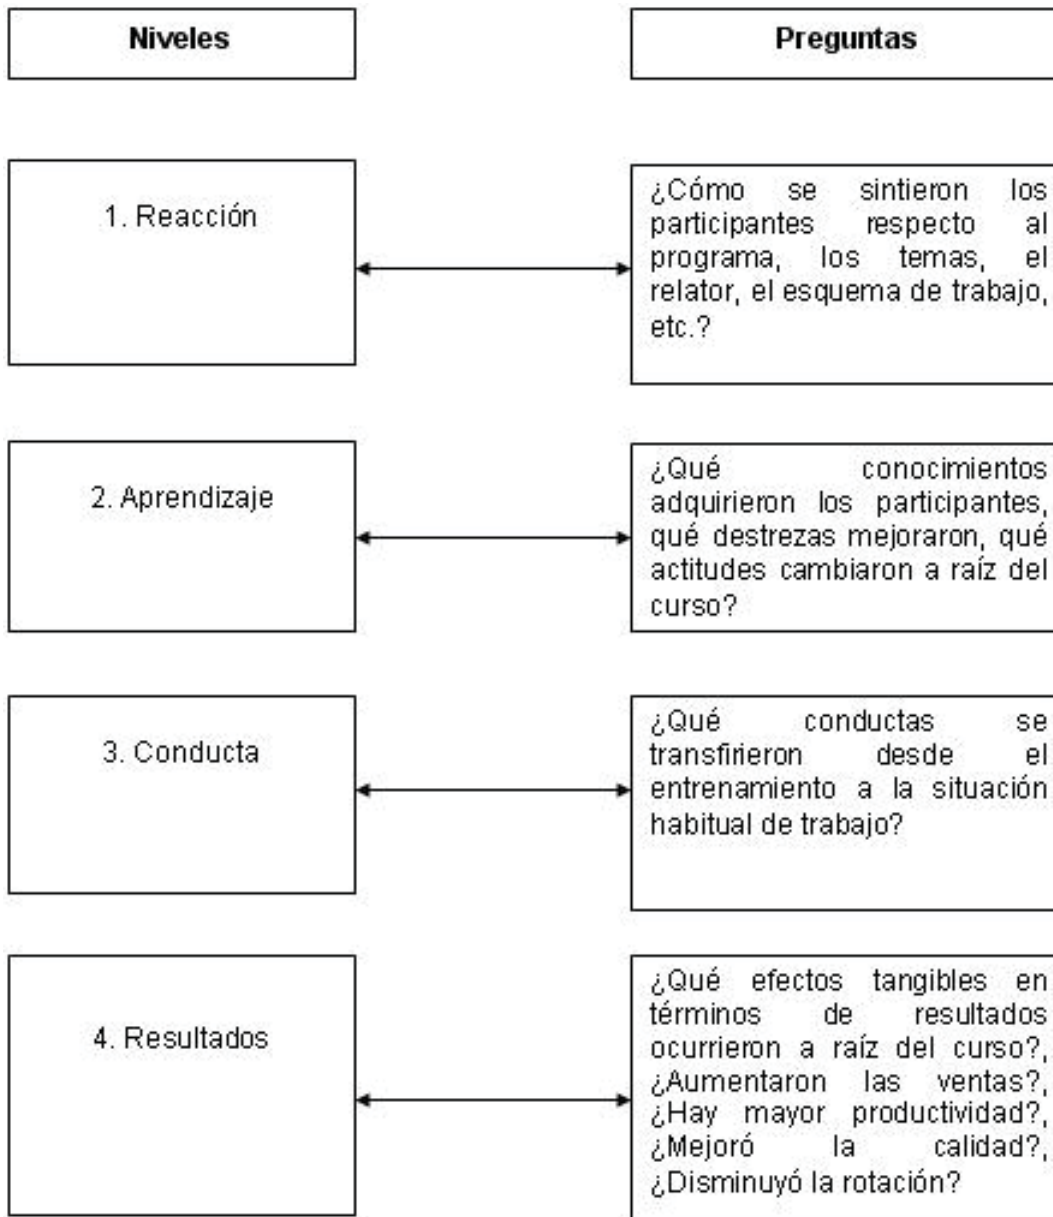 Niveles
Preguntas
1. Reacción
¿Cómo se sintieron los
participantes respecto al
programa, los temas, el
relator, el esquema de trabajo,
etc.?
2. Aprendizaje
¿Qué conocimientos
adquirieron los participantes,
qué destrezas mejoraron, qué
actitudes cambiaron a raíz del
curso?
3. Conducta
¿Qué conductas se
transfirieron desde el
entrenamiento a la situación
habitual de trabajo?
4. Resultados
¿Qué efectos tangibles en
términos de resultados
ocurrieron a raíz del curso?,
¿Aumentaron las ventas?,
¿Hay mayor productividad?,
¿Mejoró la calidad?,
¿Disminuyó la rotación?